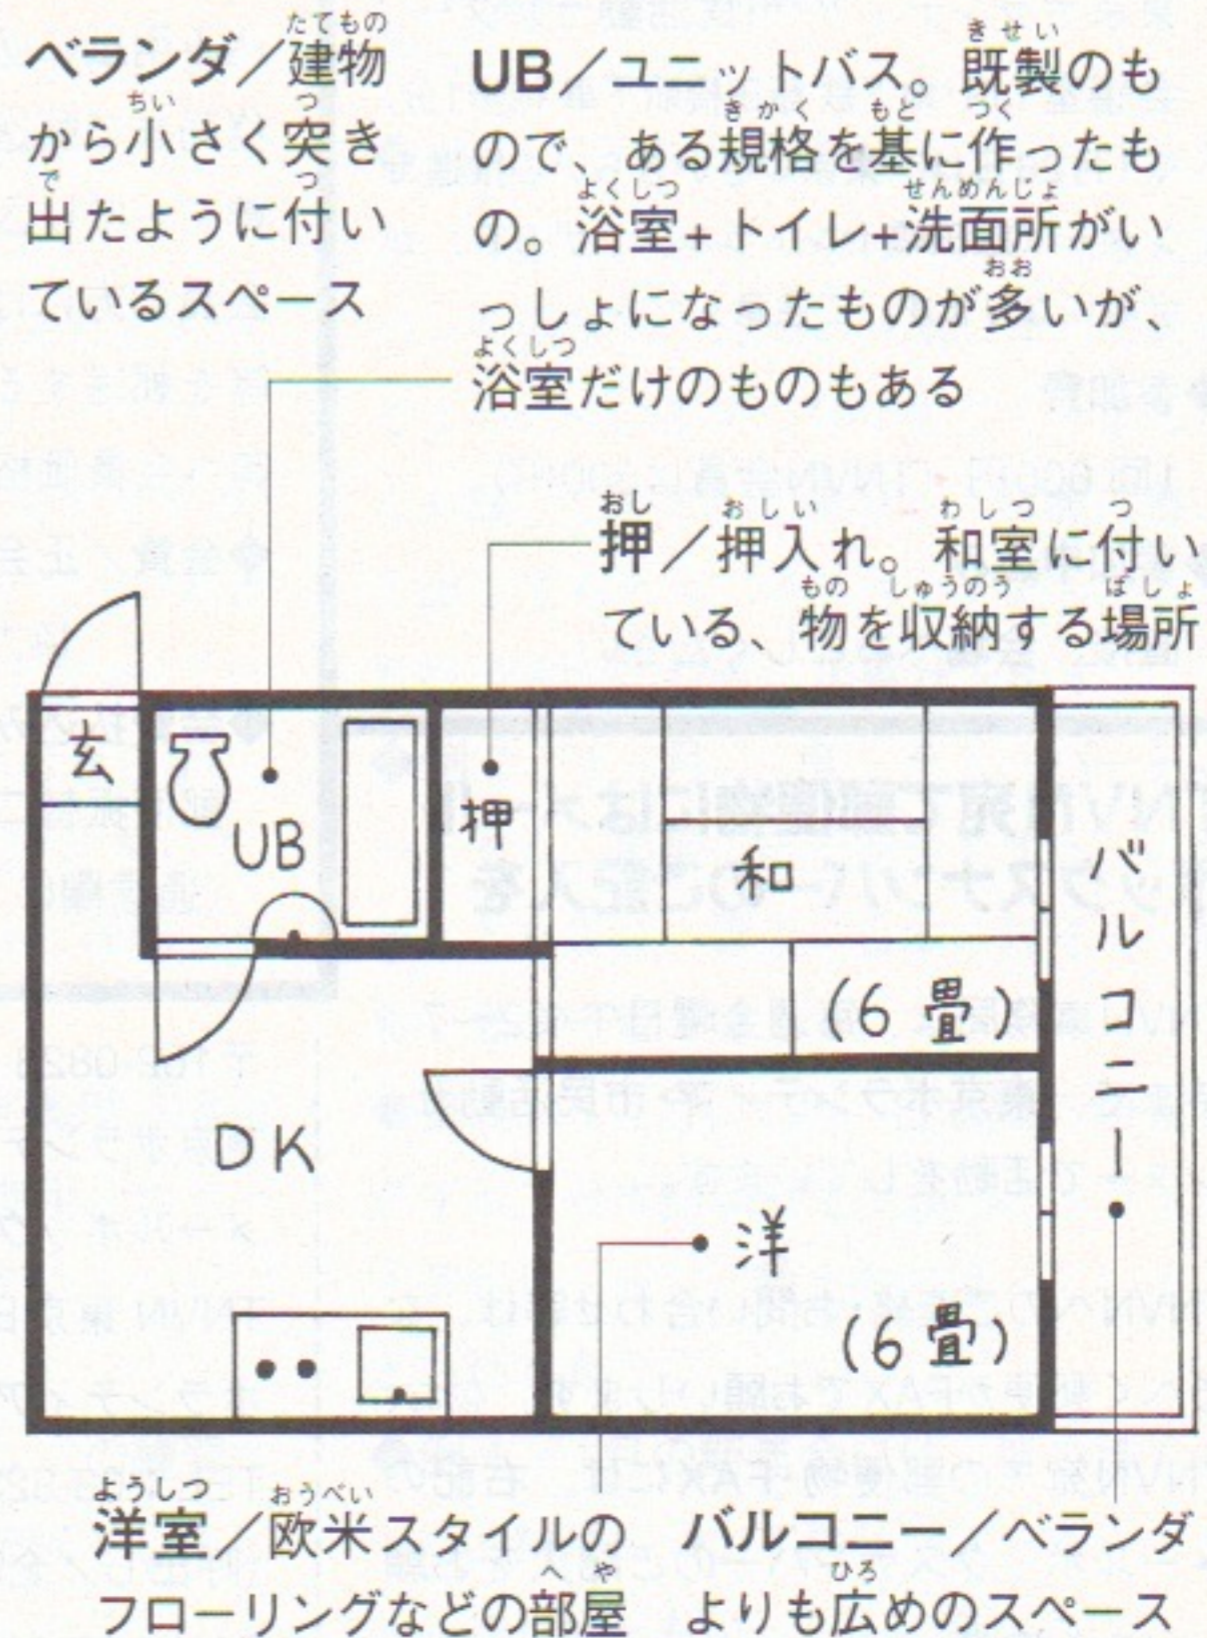 ベランダ／建物
から小さく突き
出たように付い
ているスペース
UB／ユニットバス。既製のも
ので、ある規格を基に作ったも
の。浴室+トイレ+洗面所がい
っしょになったものが多いが、
浴室だけのものもある
押／押入れ。和室に付い
ている、物を収納する場所
玄
UB
押
和
(6畳)
バルコニー
DK
洋
(6畳)
洋室／欧米スタイルの
フローリングなどの部屋
バルコニー／ベランダ
よりも広めのスペース